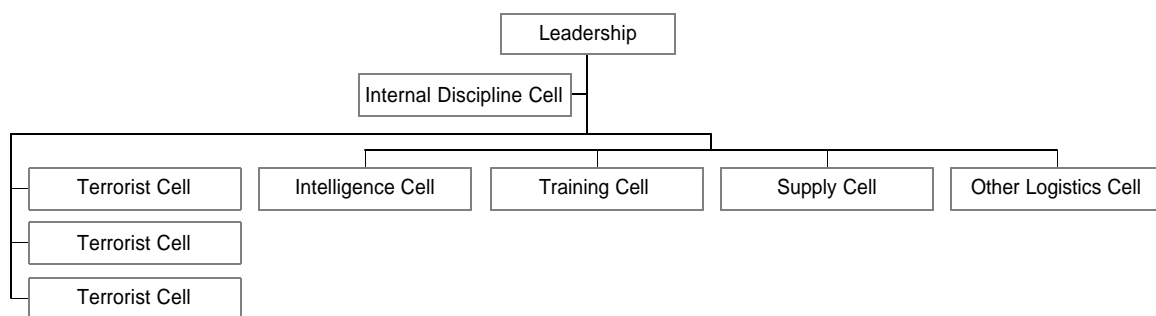 Leadership
Internal Discipline Cell
Terrorist Cell
Intelligence Cell
Training Cell
Supply Cell
Other Logistics Cell
Terrorist Cell
Terrorist Cell